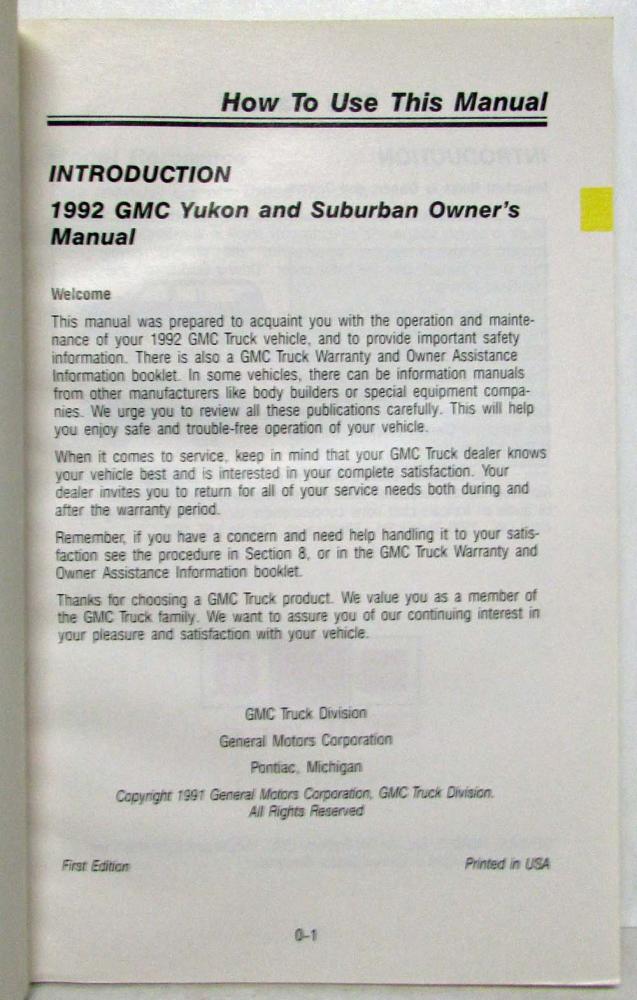 How To Use This Manual
INTRODUCTION
1992 GMC Yukon and Suburban Owner's
Manual
Welcome
This manual was prepared to acquaint you with the operation and mainte-
nance of your 1992 GMC Truck vehicle, and to provide important safety
information. There is also a GMC Truck Warranty and Owner Assistance
Information booklet. In some vehicles, there can be information manuals
from other manufacturers like body builders or special equipment compa-
nies. We urge you to review all these publications carefully. This will help
you enjoy safe and trouble-free operation of your vehicle.
When it comes to service, keep in mind that your GMC Truck dealer knows
your vehicle best and is interested in your complete satisfaction. Your
dealer invites you to return for all of your service needs both during and
after the warranty period.
Remember, if you have a concern and need help handling it to your satis-
faction see the procedure in Section 8, or in the GMC Truck Warranty and
Owner Assistance Information booklet.
Thanks for choosing a GMC Truck product. We value you as a member of
the GMC Truck family. We want to assure you of our continuing interest in
your pleasure and satisfaction with your vehicle.
GMC Truck Division
General Motors Corporation
Pontiac, Michigan
Copyright 1991 General Motors Corporation, GMC Truck Division.
All Rights Reserved
First Edition Printed in USA
0-1